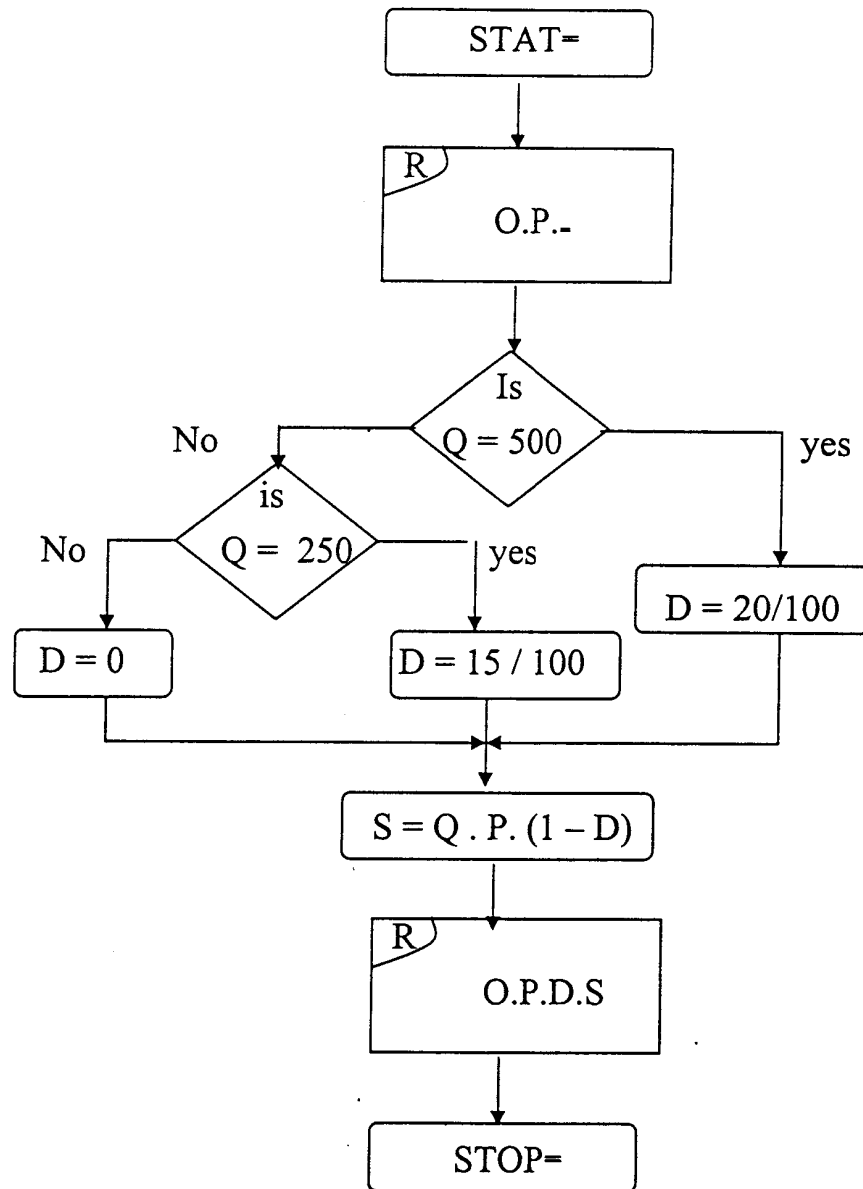 STAT=
R
O.P.-
Is
Q = 500
No
yes
is
Q = 250
No
yes
D = 20/100
D = 0
D = 15 / 100
S = Q . P. (1 – D)
R
O.P.D.S
STOP=